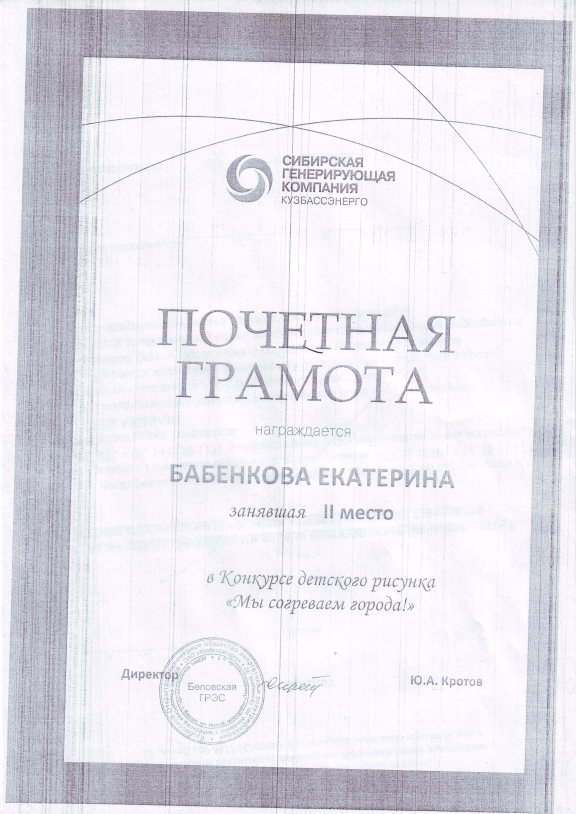 СИБИРСКАЯ
ГЕНЕРИРУЮЩАЯ
КОМПАНИЯ
КУЗБАССЭНЕРГО
ПОЧЕТНАЯ
ГРАМОТА
награждается
БАБЕНКОВА ЕКАТЕРИНА
занявшая II место
в Конкурсе детского рисунка
«Мы согреваем города!»
Директор
Беловская
ГРЭС
Ю.А. Кротов